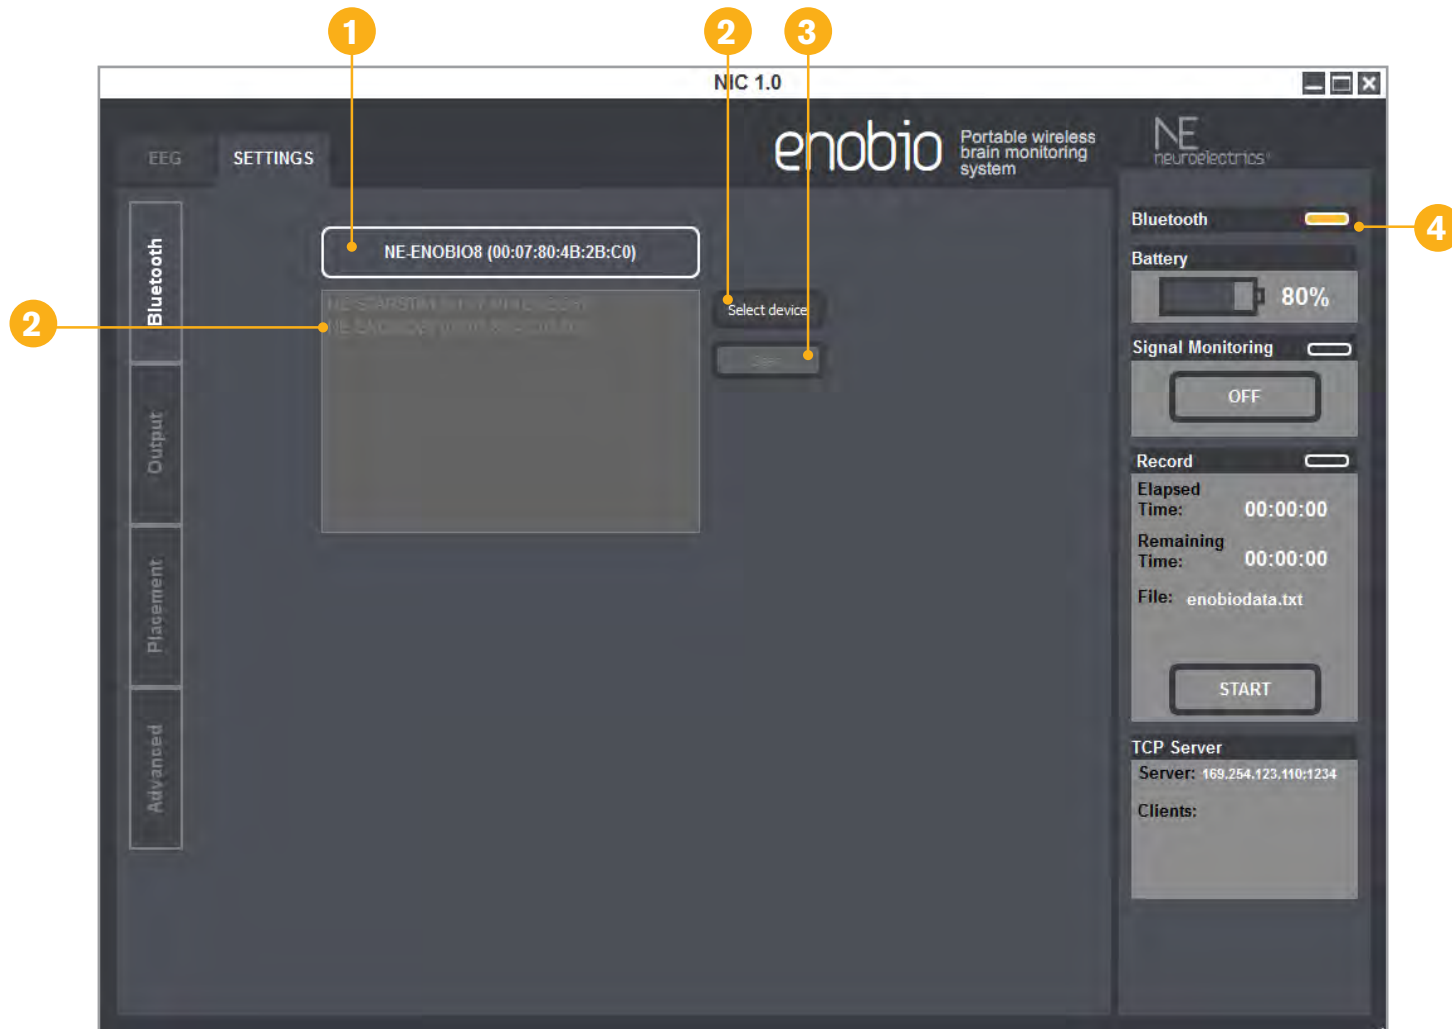 1
2
3
NIC 1.0
EEG
SETTINGS
enobio
Portable wireless
brain monitoring
system
NE
neuroelectrics
Bluetooth
Output
Placement
Advanced
NE-ENOBIO8 (00:07:80:4B:2B:C0)
2
NE-STARSTIM
Select device
Bluetooth
4
Battery
80%
Signal Monitoring
OFF
Record
Elapsed
Time: 00:00:00
Remaining
Time: 00:00:00
File: enobiodata.txt
START
TCP Server
Server: 169.254.123.110:1234
Clients: